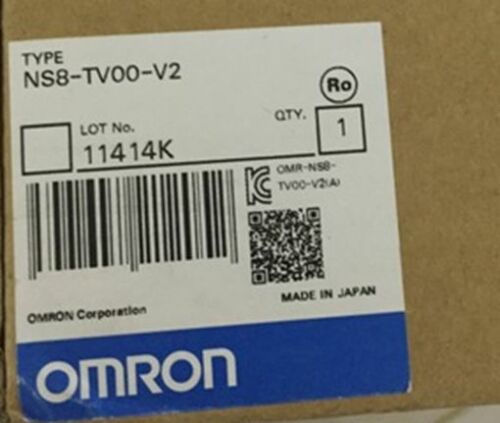 TYPE
NS8-TV00-V2
Ro
LOT No.
11414K
QTY.
1
OMR-NS8-
TV00-V2(A)
MADE IN JAPAN
OMRON Corporation
OMRON